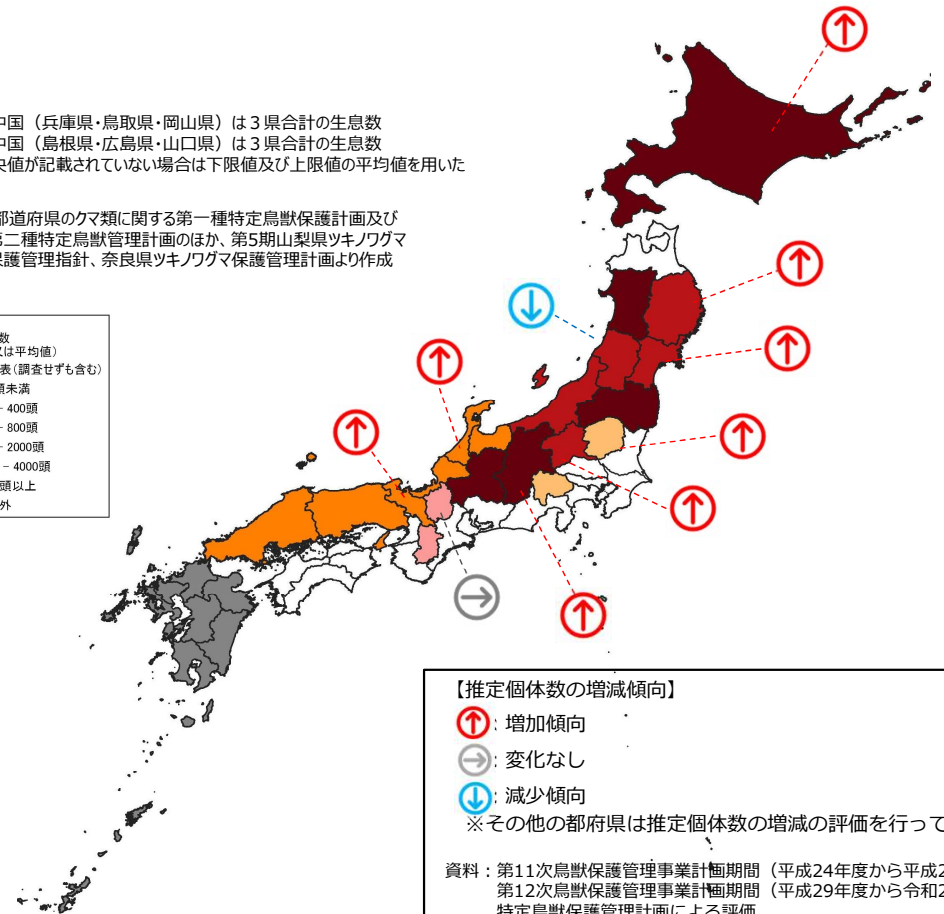 中国（兵庫県・鳥取県・岡山県）は３県合計の生息数
中国（島根県・広島県・山口県）は３県合計の生息数
央値が記載されていない場合は下限値及び上限値の平均値を用いた
都道府県のクマ類に関する第一種特定鳥獣保護計画及び
第二種特定鳥獣管理計画のほか、第5期山梨県ツキノワグマ
保護管理指針、奈良県ツキノワグマ保護管理計画より作成
数
又は平均値）
表（調査せずも含む）
頭未満
- 400頭
- 800頭
- 2000頭
- 4000頭
頭以上
外
【推定個体数の増減傾向】
: 増加傾向
: 変化なし
: 減少傾向
※その他の都府県は推定個体数の増減の評価を行って
資料：第11次鳥獣保護管理事業計画期間（平成24年度から平成2
第12次鳥獣保護管理事業計画期間（平成29年度から令和2
特定鳥獣保護管理計画による評価